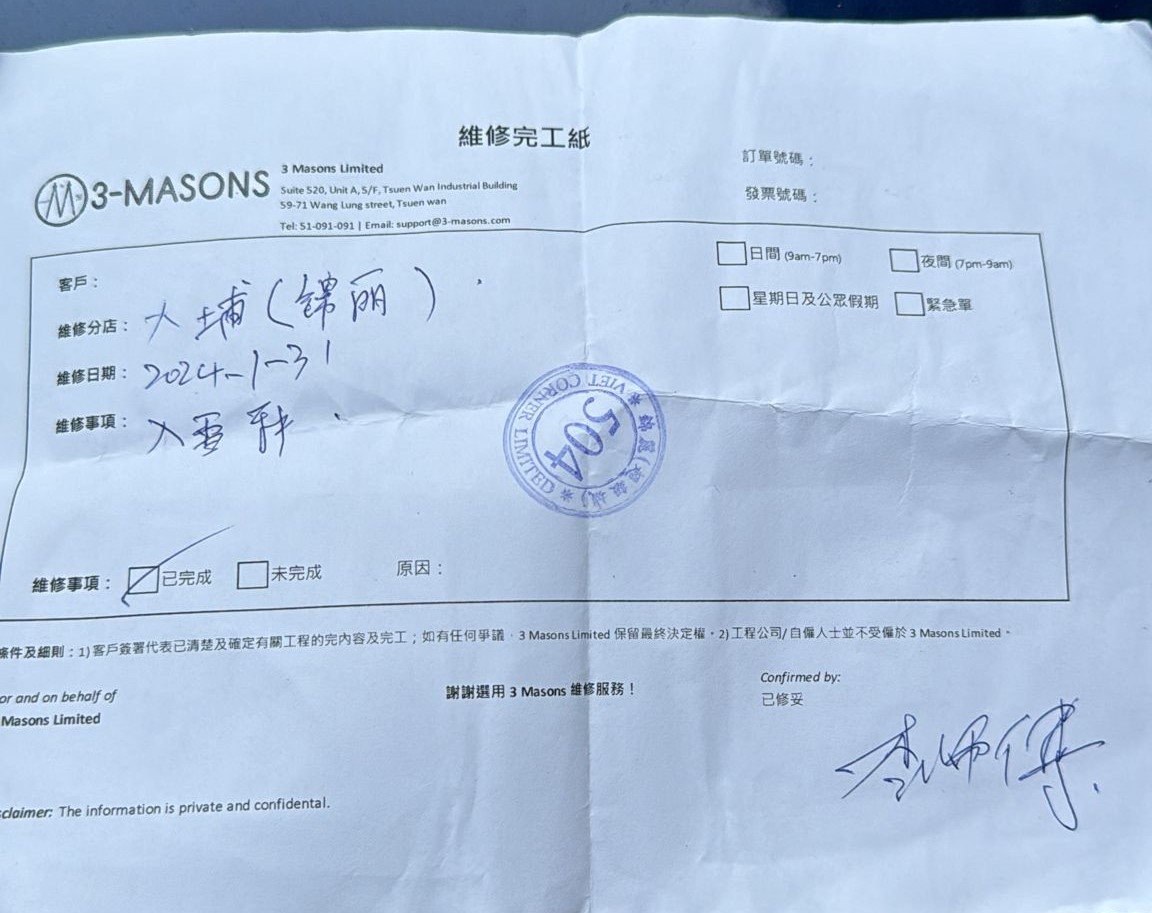 維修完工紙
訂單號碼：
發票號碼：
3-MASONS
3 Masons Limited
Suite 520, Unit A, 5/F, Tsuen Wan Industrial Building
59-71 Wang Lung street, Tsuen wan
Tel: 51-091-091 | Email: support@3-masons.com
客戶：
維修分店：大埔(錦丽)
維修日期：2024-1-31
維修事項：入雪
日間 (9am-7pm)
夜間 (7pm-9am)
星期日及公眾假期
緊急單
VIET CORNER LIMITED
504
維修事項：
已完成
未完成
原因：
條件及細則：1) 客戶簽署代表已清楚及確定有關工程的完內容及完工；如有任何爭議，3 Masons Limited 保留最終決定權。2) 工程公司/ 自僱人士並不受僱於 3 Masons Limited。
or and on behalf of
Masons Limited
謝謝選用 3 Masons 維修服務！
Confirmed by:
已修妥
李师傅
claimer: The information is private and confidental.